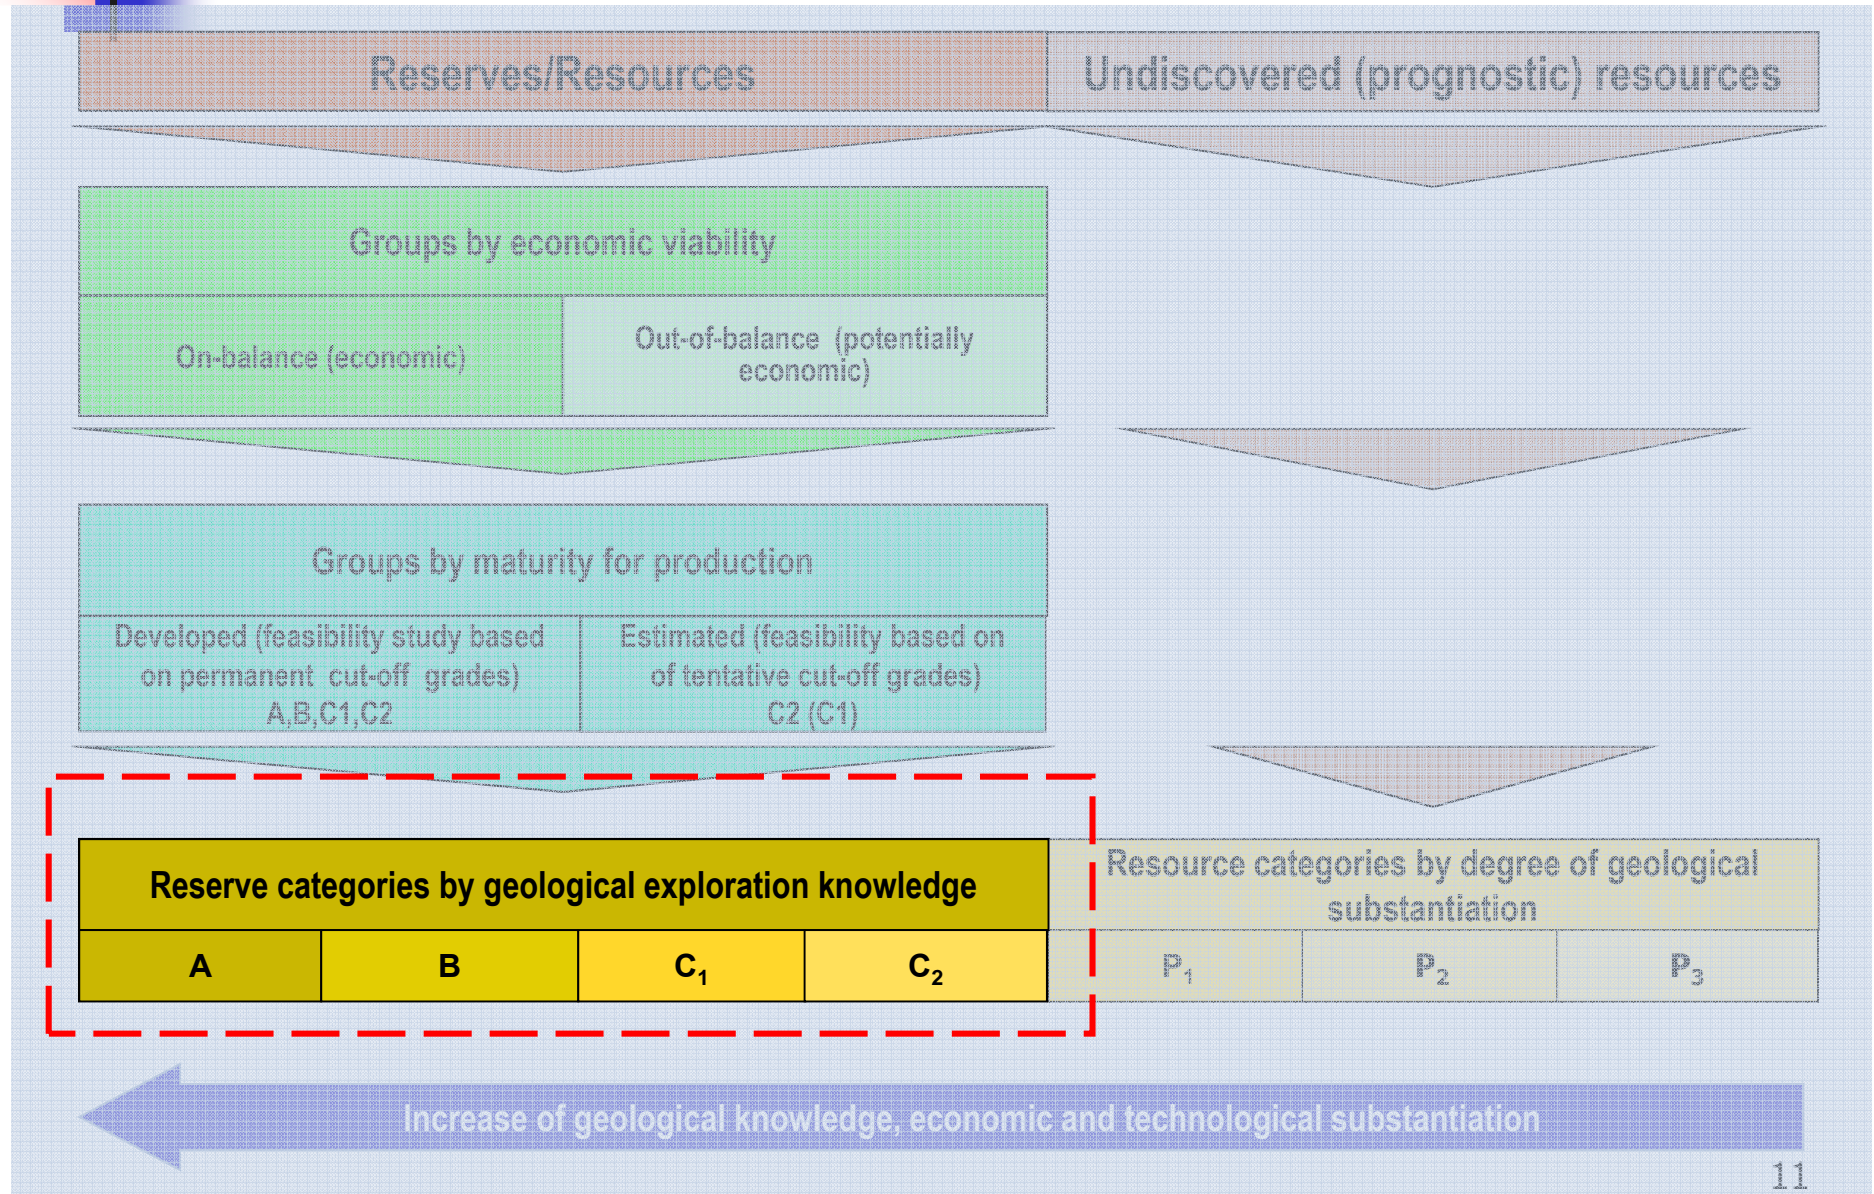 Reserves/Resources
Undiscovered (prognostic) resources
Groups by economic viability
On-balance (economic)
Out-of-balance (potentially
economic)
Groups by maturity for production
Developed (feasibility study based
on permanent cut-off grades)
A,B,C1,C2
Estimated (feasibility based on
of tentative cut-off grades)
C2 (C1)
Reserve categories by geological exploration knowledge
Resource categories by degree of geological
substantiation
A
B
C₁
C₂
P₁
P₂
P₃
Increase of geological knowledge, economic and technological substantiation
11